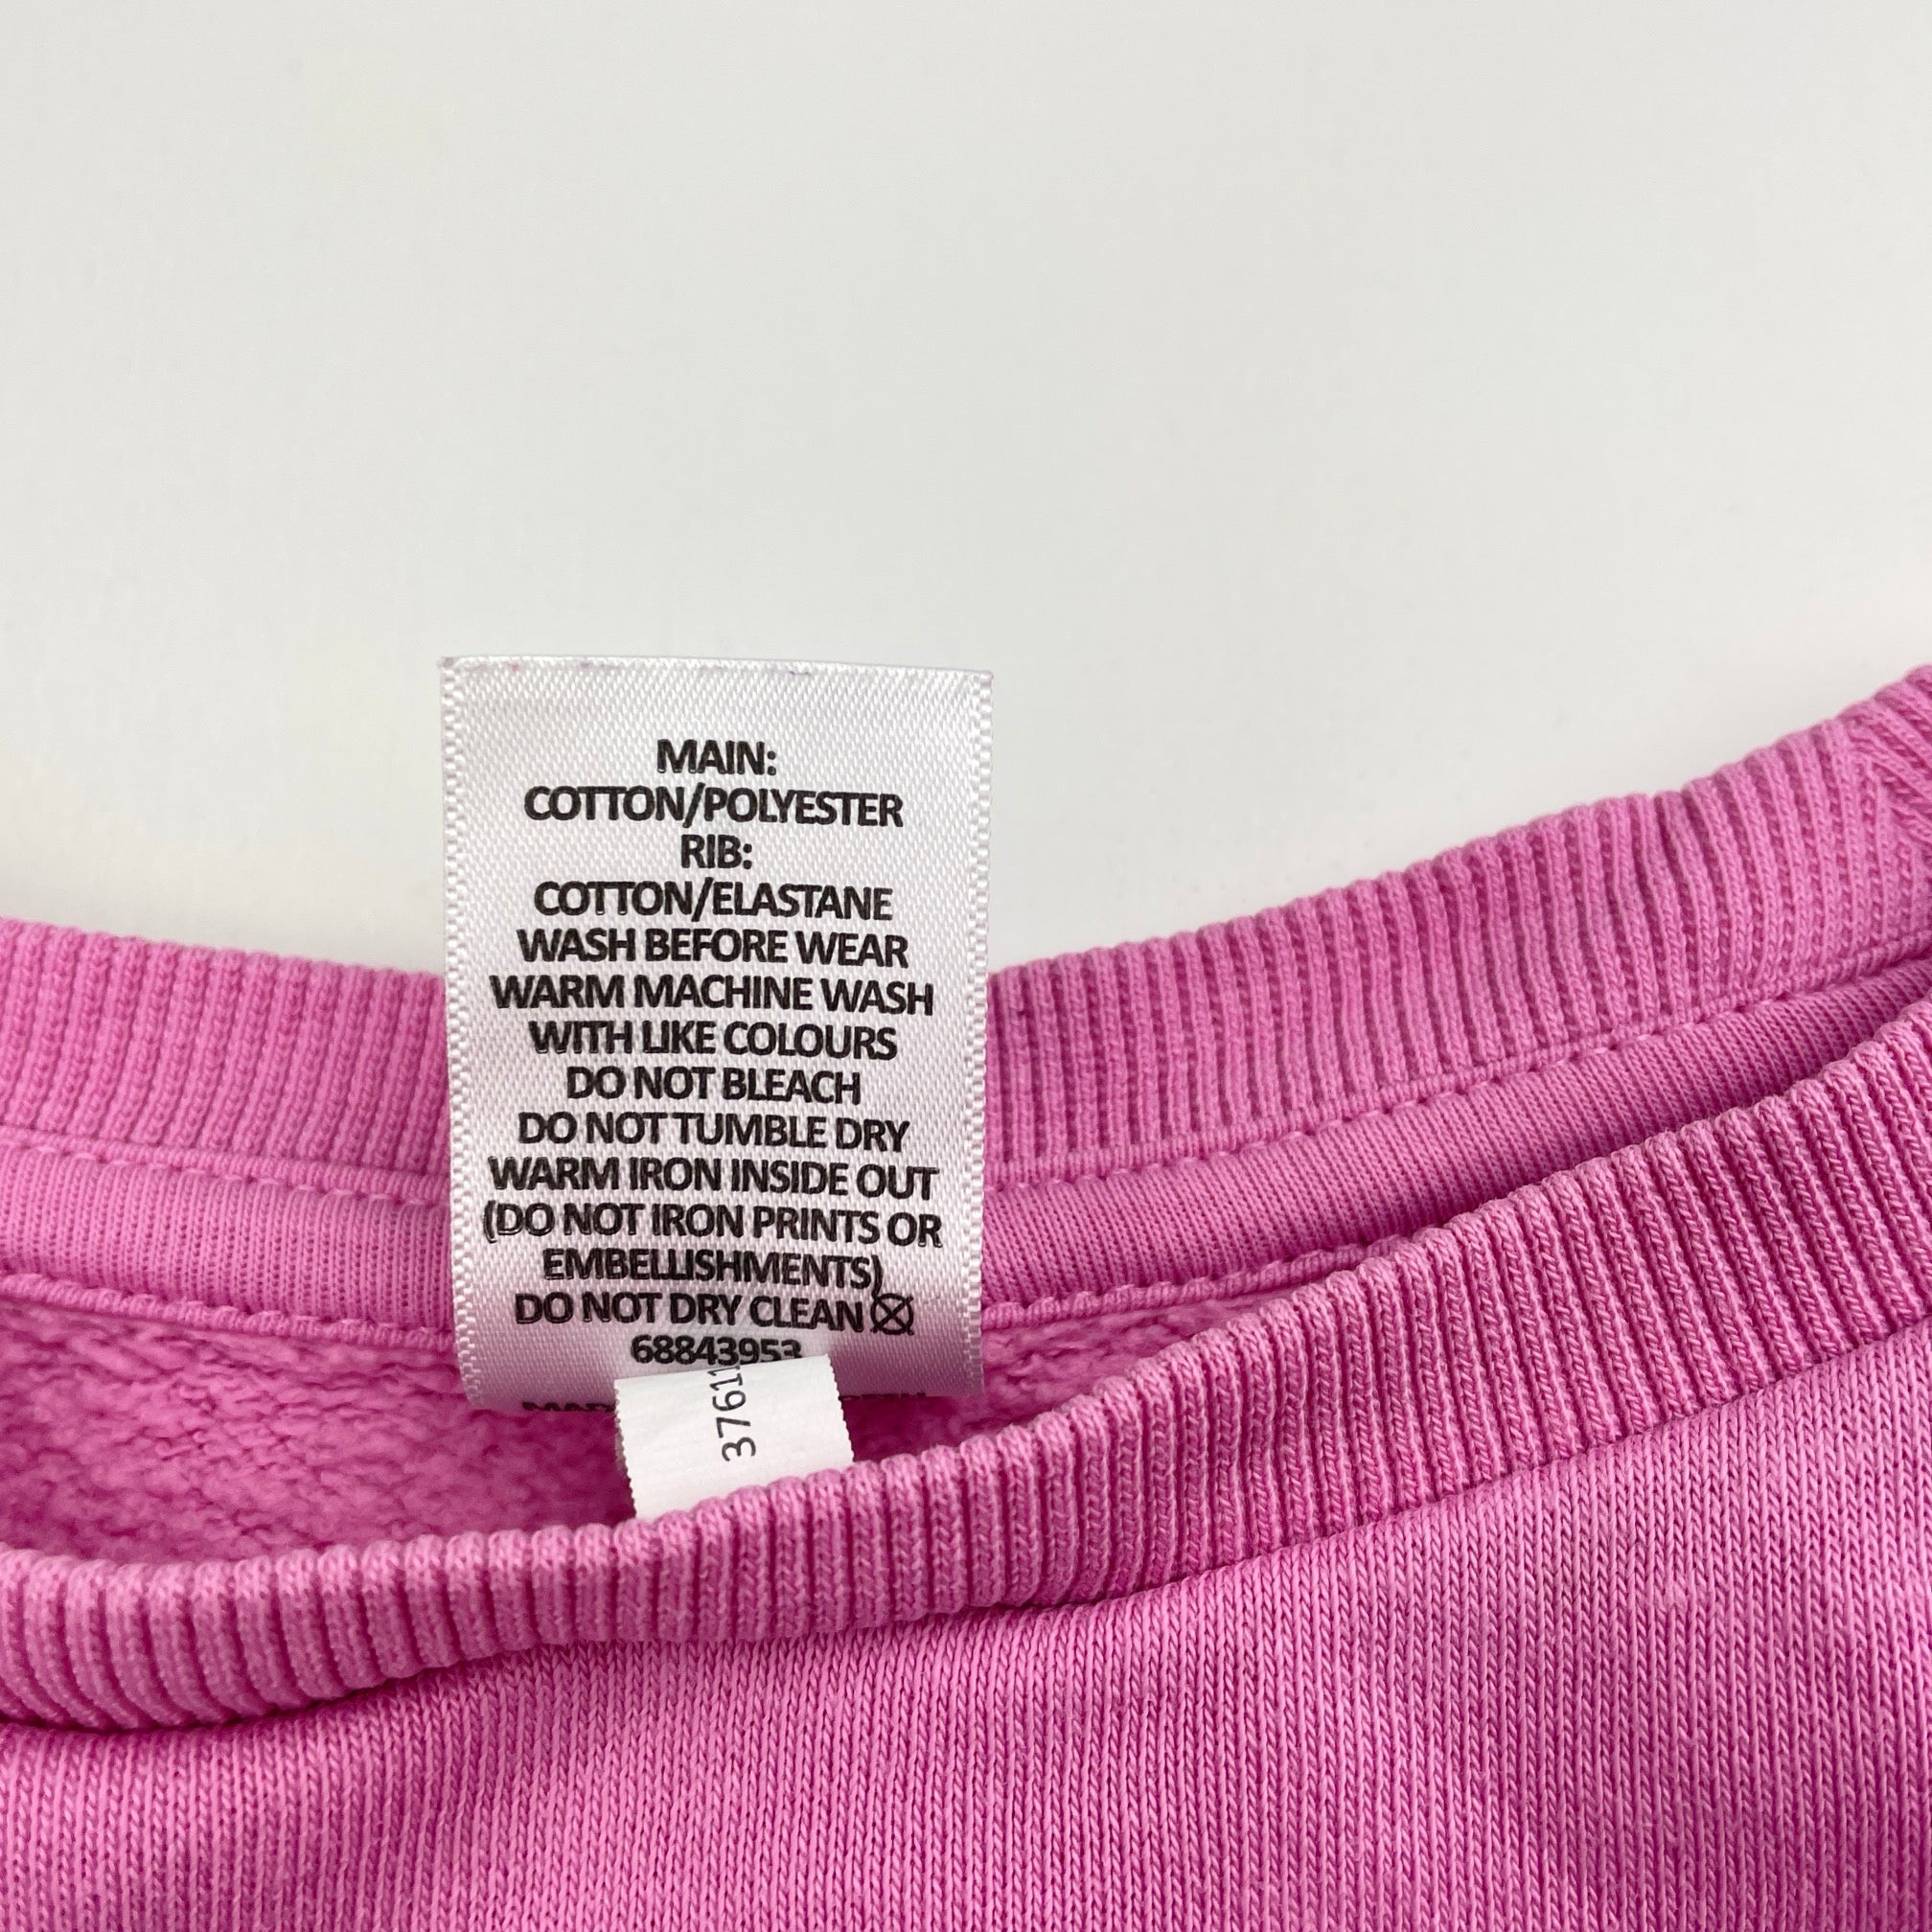 MAIN:
COTTON/POLYESTER
RIB:
COTTON/ELASTANE
WASH BEFORE WEAR
WARM MACHINE WASH
WITH LIKE COLOURS
DO NOT BLEACH
DO NOT TUMBLE DRY
WARM IRON INSIDE OUT
(DO NOT IRON PRINTS OR
EMBELLISHMENTS)
DO NOT DRY CLEAN
68843953